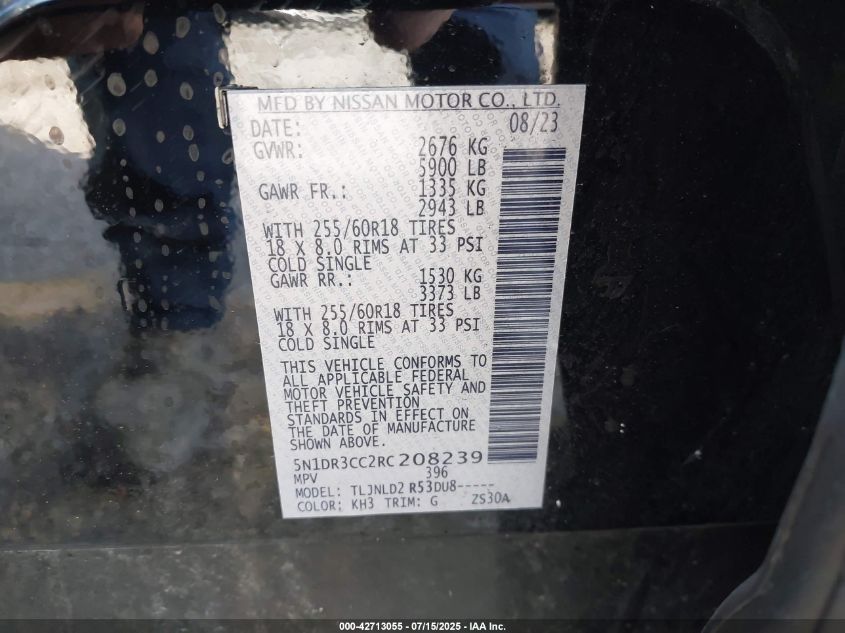 MFD BY NISSAN MOTOR CO., LTD.
DATE: 08/23
GVWR: 2676 KG
5900 LB
GAWR FR.: 1335 KG
2943 LB
WITH 255/60R18 TIRES
18 X 8.0 RIMS AT 33 PSI
COLD SINGLE
GAWR RR.: 1530 KG
3373 LB
WITH 255/60R18 TIRES
18 X 8.0 RIMS AT 33 PSI
COLD SINGLE
THIS VEHICLE CONFORMS TO
ALL APPLICABLE FEDERAL
MOTOR VEHICLE SAFETY AND
THEFT PREVENTION
STANDARDS IN EFFECT ON
THE DATE OF MANUFACTURE
SHOWN ABOVE.
5N1DR3CC2RC208239
MPV 396
MODEL: TLJNLD2 R53DU8-----
COLOR: KH3 TRIM: G ZS30A
000-42713055 - 07/15/2025 - IAA Inc.